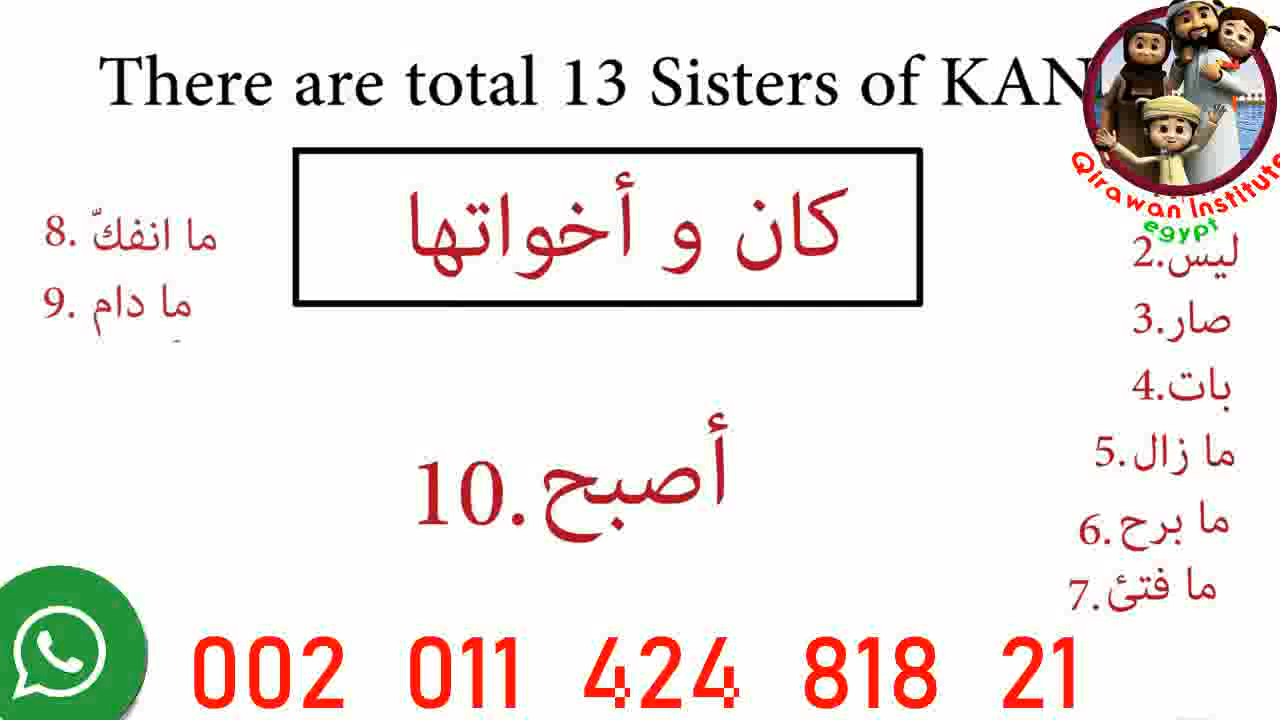 There are total 13 Sisters of KAN
كان و أخواتها
2.ليس
3.صار
4.بات
5.ما زال
6.ما برح
7.ما فتئ
8. ما انفكّ
9. ما دام
10.أصبح
Qirawan Institute
egypt
002 011 424 818 21